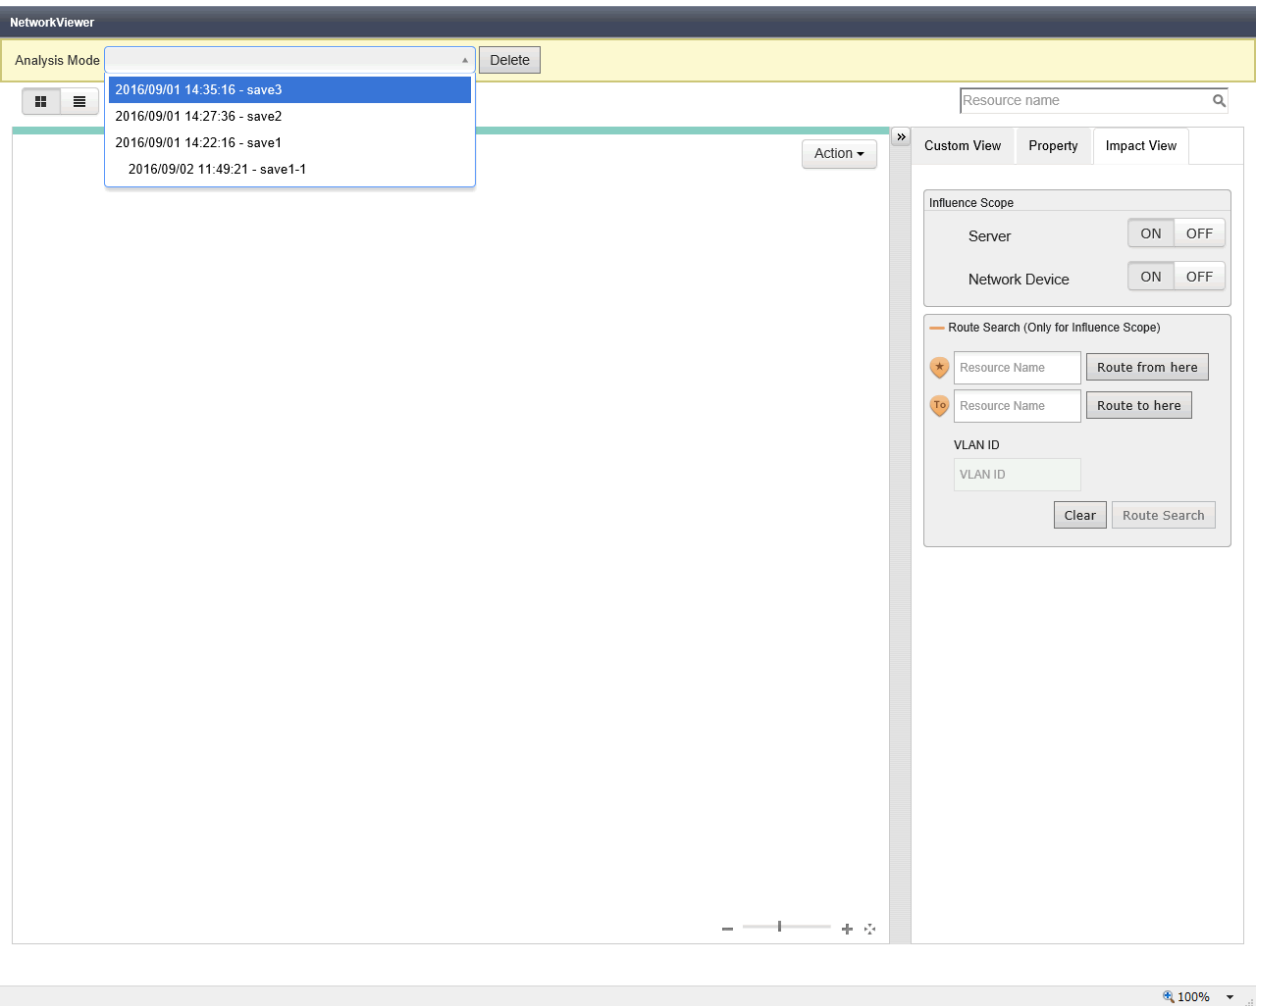 NetworkViewer
Analysis Mode
Delete
2016/09/01 14:35:16 - save3
2016/09/01 14:27:36 - save2
2016/09/01 14:22:16 - save1
2016/09/02 11:49:21 - save1-1
Resource name
Action
»
Custom View Property Impact View
Influence Scope
Server ON OFF
Network Device ON OFF
Route Search (Only for Influence Scope)
Resource Name Route from here
To Resource Name Route to here
VLAN ID
VLAN ID
Clear Route Search
100%